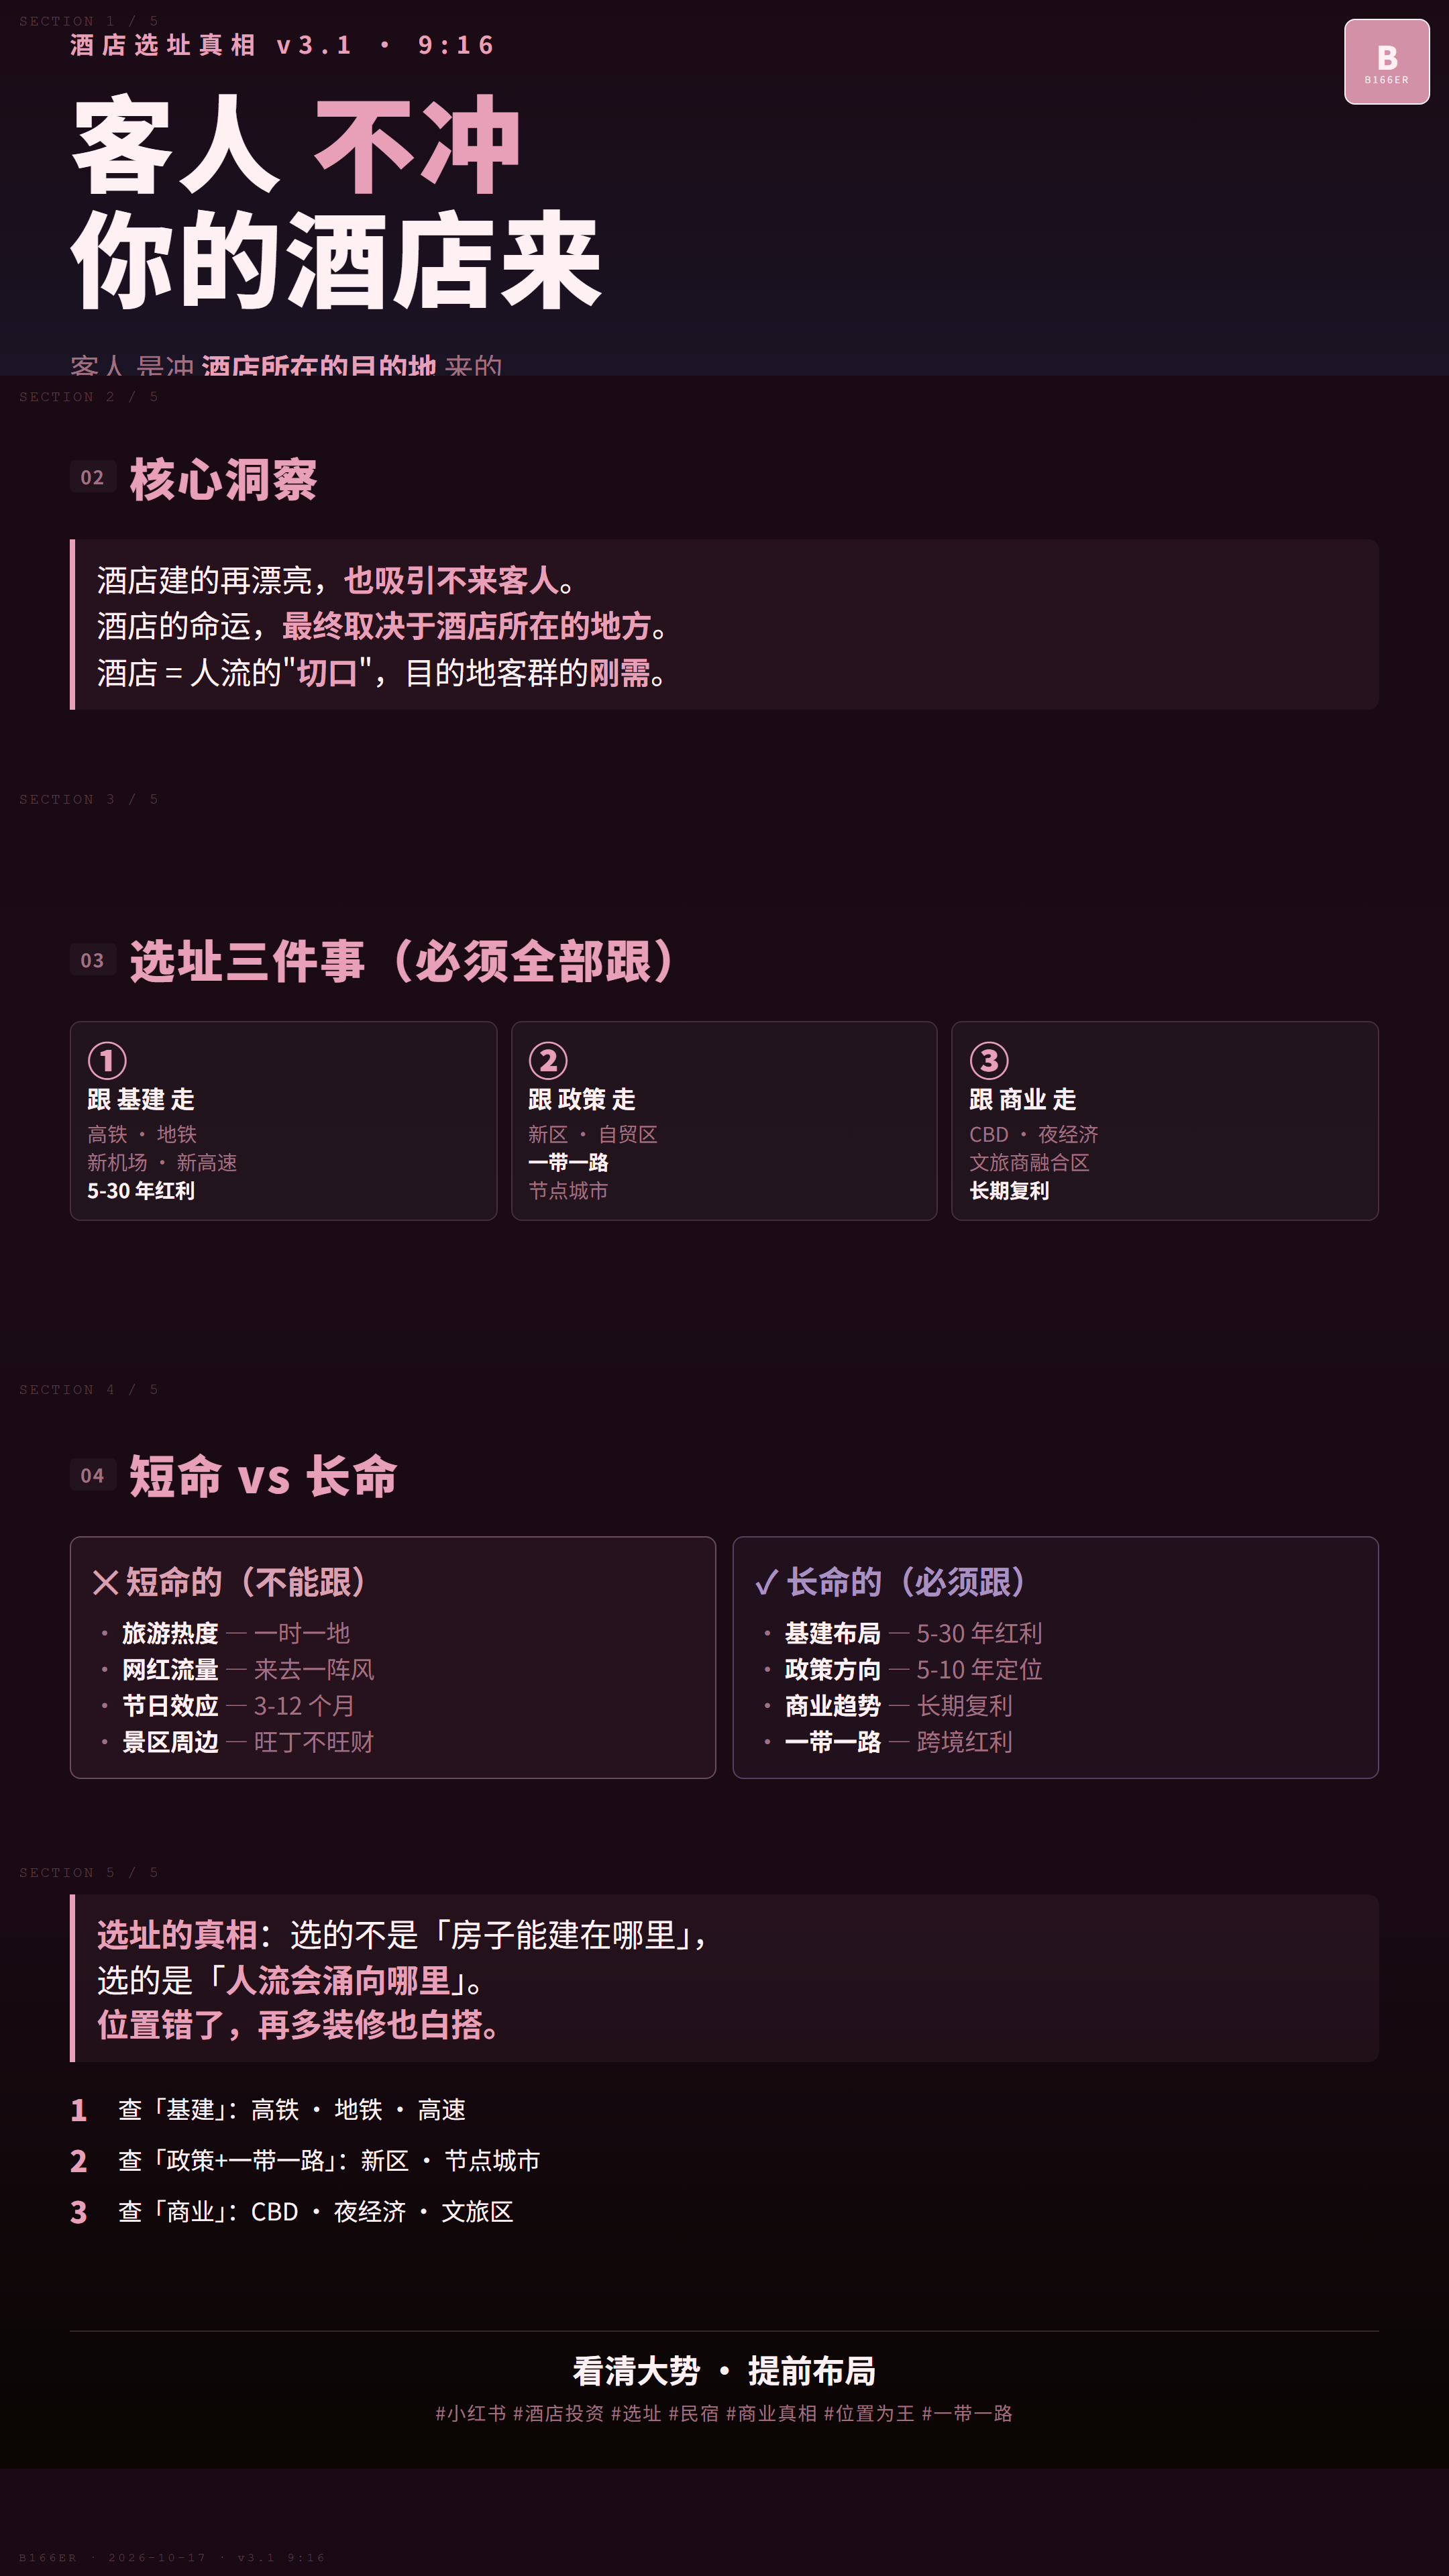 SECTION 1 / 5
酒店选址真相 v3.1 · 9:16
B
B166ER
客人 不冲
你的酒店来
客人 是冲 酒店所在的目的地 来的
SECTION 2 / 5
02 核心洞察
酒店建的再漂亮，也吸引不来客人。
酒店的命运，最终取决于酒店所在的地方。
酒店 = 人流的"切口"，目的地客群的刚需。
SECTION 3 / 5
03 选址三件事（必须全部跟）
①
跟 基建 走
高铁 · 地铁
新机场 · 新高速
5-30 年红利
②
跟 政策 走
新区 · 自贸区
一带一路
节点城市
③
跟 商业 走
CBD · 夜经济
文旅商融合区
长期复利
SECTION 4 / 5
04 短命 vs 长命
✕ 短命的（不能跟）
· 旅游热度 — 一时一地
· 网红流量 — 来去一阵风
· 节日效应 — 3-12 个月
· 景区周边 — 旺丁不旺财
✓ 长命的（必须跟）
· 基建布局 — 5-30 年红利
· 政策方向 — 5-10 年定位
· 商业趋势 — 长期复利
· 一带一路 — 跨境红利
SECTION 5 / 5
选址的真相：选的不是「房子能建在哪里」，
选的是「人流会涌向哪里」。
位置错了，再多装修也白搭。
1 查「基建」：高铁 · 地铁 · 高速
2 查「政策+一带一路」：新区 · 节点城市
3 查「商业」：CBD · 夜经济 · 文旅区
看清大势 · 提前布局
#小红书 #酒店投资 #选址 #民宿 #商业真相 #位置为王 #一带一路
B166ER · 2026-10-17 · v3.1 9:16